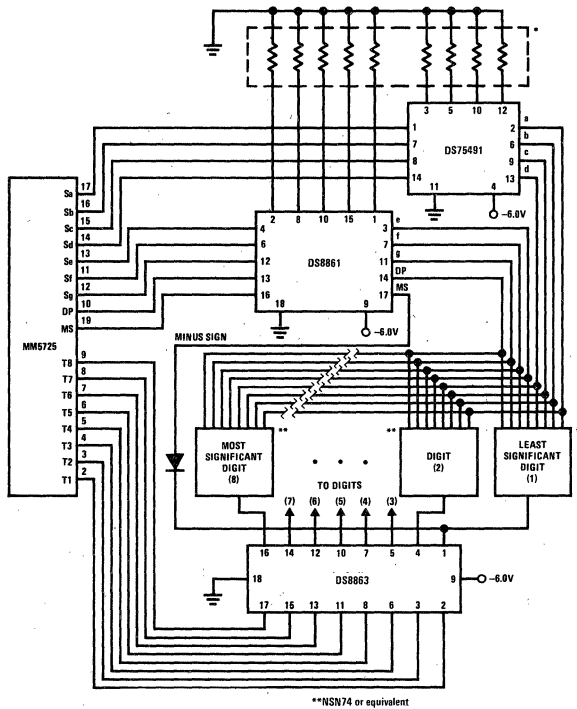 *
3 5 10 12
1 2 a
7 DS75491 6 b
8 9 c
14 13 d
11 4
−6.0V
MM5725
Sa 17
Sb 16
Sc 15
Sd 14
Se 13
Sf 11
Sg 12
DP 10
MS 19
T8 9
T7 8
T6 7
T5 6
T4 5
T3 4
T2 3
T1 2
2 8 10 15 1
4 3 e
6 DS8861 7 f
12 11 g
13 14 DP
16 17 MS
18 9
−6.0V
MINUS SIGN
** **
MOST
SIGNIFICANT
DIGIT
(8)
. . .
TO DIGITS
(7) (6) (5) (4) (3)
DIGIT
(2)
LEAST
SIGNIFICANT
DIGIT
(1)
16 14 12 10 7 5 4 1
18 DS8863 9 −6.0V
17 15 13 11 8 6 3 2
**NSN74 or equivalent